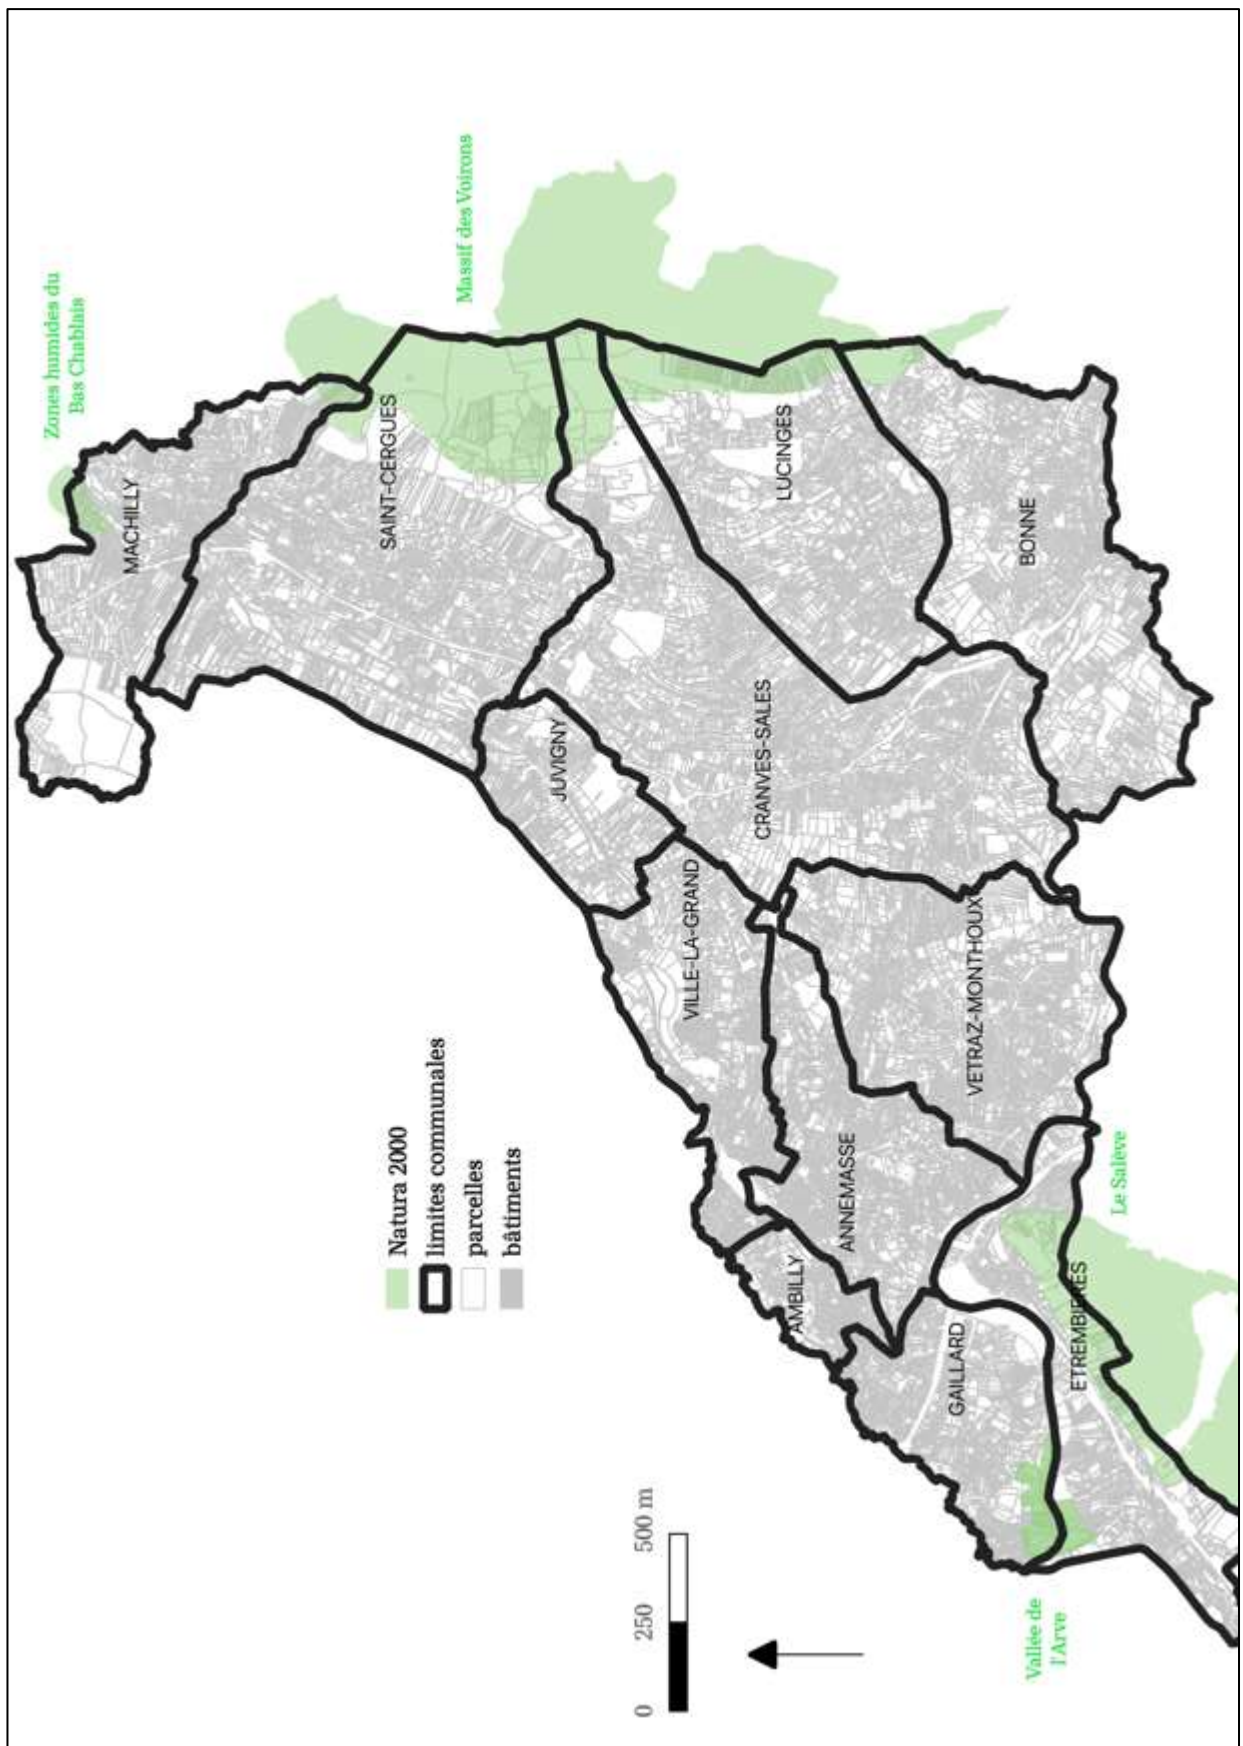 Zones humides du
Bas Chablais
Massif des Voirons
MACHILLY
SAINT-CERGUES
LUCINGES
BONNE
JUVIGNY
CRANVES-SALES
VILLE-LA-GRAND
VETRAZ-MONTHOUX
ANNEMASSE
AMBILLY
GAILLARD
ETREMBIERES
Le Salève
Vallée de
l'Arve
Natura 2000
limites communales
parcelles
bâtiments
0 250 500 m